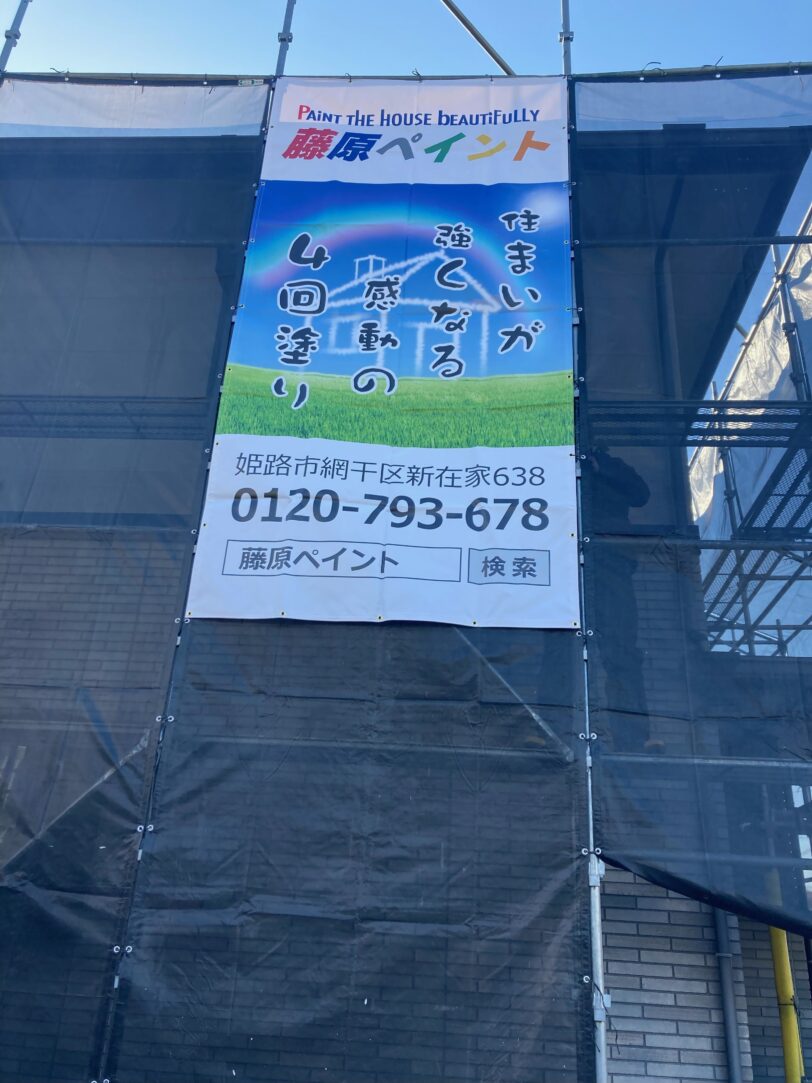 PAiNT THE HOUSE bEAUTiFULLY
藤原ペイント
住まいが
強くなる
感動の
4回塗り
姫路市網干区新在家638
0120-793-678
藤原ペイント 検索